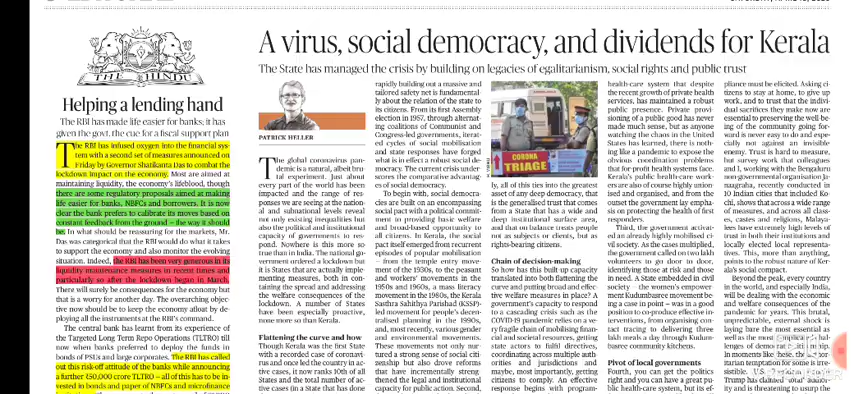 A virus, social democracy, and dividends for Kerala
The State has managed the crisis by building on legacies of egalitarianism, social rights and public trust
THE HINDU
Helping a lending hand
The RBI has made life easier for banks; it has
given the govt. the cue for a fiscal support plan
The RBI has infused oxygen into the financial sys-
tem with a second set of measures announced on
Friday by Governor Shaktikanta Das to combat the
lockdown impact on the economy. Most are aimed at
maintaining liquidity, the economy's lifeblood, though
there are some regulatory proposals aimed at making
life easier for banks, NBFCs and borrowers. It is now
clear the bank prefers to calibrate its moves based on
constant feedback from the ground – the way it should
be. In what should be reassuring for the markets, Mr.
Das was categorical that the RBI would do what it takes
to support the economy and also monitor the evolving
situation. Indeed, the RBI has been very generous in its
liquidity maintenance measures in recent times and
particularly so after the lockdown began in March.
There will surely be consequences for the economy but
that is a worry for another day. The overarching objec-
tive now should be to keep the economy afloat by de-
ploying all the instruments at the RBI's command.
The central bank has learnt from its experience of
the Targeted Long Term Repo Operations (TLTRO) till
now when banks preferred to deploy the funds in
bonds of PSUs and large corporates. The RBI has called
out this risk-off attitude of the banks while announcing
a further ₹50,000 crore TLTRO – all of this has to be in-
vested in bonds and paper of NBFCs and microfinance
PATRICK HELLER
The global coronavirus pan-
demic is a natural, albeit bru-
tal experiment. Just about
every part of the world has been
impacted and the range of re-
sponses we are seeing at the nation-
al and subnational levels reveal
not only existing inequalities but
also the political and institutional
capacity of governments to res-
pond. Nowhere is this more so
true than in India. The national go-
vernment ordered a lockdown but
it is States that are actually imple-
menting measures, both in con-
taining the spread and addressing
the welfare consequences of the
lockdown. A number of States
have been especially proactive,
none more so than Kerala.
Flattening the curve and how
Though Kerala was the first State
with a recorded case of coronavi-
rus and once led the country in ac-
tive cases, it now ranks 10th of all
States and the total number of ac-
tive cases (in a State that has done
rapidly building out a massive and
tailored safety net is fundamental-
ly about the relation of the state to
its citizens. From its first Assembly
election in 1957, through alternat-
ing coalitions of Communist and
Congress-led governments, iterat-
ed cycles of social mobilisation
and state responses have forged
what is in effect a robust social de-
mocracy. The current crisis under-
scores the comparative advantag-
es of social democracy.
To begin with, social democra-
cies are built on an encompassing
social pact with a political commit-
ment to providing basic welfare
and broad-based opportunity to
all citizens. In Kerala, the social
pact itself emerged from recurrent
episodes of popular mobilisation
– from the temple entry move-
ment of the 1930s, to the peasant
and workers' movements in the
1950s and 1960s, a mass literacy
movement in the 1980s, the Kerala
Sasthra Sahithya Parishad (KSSP)-
led movement for people's decen-
tralised planning in the 1990s,
and, most recently, various gender
and environmental movements.
These movements not only nur-
tured a strong sense of social citi-
zenship but also drove reforms
that have incrementally strength-
ened the legal and institutional
capacity for public action. Second,
CORONA
TRIAGE
ly, all of this ties into the greatest
asset of any deep democracy, that
is the generalised trust that comes
from a State that has a wide and
deep institutional surface area,
and that on balance treats people
not as subjects or clients, but as
rights-bearing citizens.
Chain of decision-making
So how has this built-up capacity
translated into both flattening the
curve and putting broad and effec-
tive welfare measures in place? A
government's capacity to respond
to a cascading crisis such as the
COVID-19 pandemic relies on a ve-
ry fragile chain of mobilising finan-
cial and societal resources, getting
state actors to fulfil directives,
coordinating across multiple auth-
orities and jurisdictions and
maybe, most importantly, getting
citizens to comply. An effective
response begins with program-
health-care system that despite
the recent growth of private health
services, has maintained a robust
public presence. Private provi-
sioning of a public good has never
made much sense, but as anyone
watching the chaos in the United
States has learned, there is noth-
ing like a pandemic to expose the
obvious coordination problems
that for-profit health systems face.
Kerala's public health-care work-
ers are also of course highly union-
ised and organised, and from the
outset the government lay empha-
sis on protecting the health of first
responders.
Third, the government activat-
ed an already highly mobilised ci-
vil society. As the cases multiplied,
the government called on two lakh
volunteers to go door to door,
identifying those at risk and those
in need. A State embedded in civil
society – the women's empower-
ment Kudumbashree movement be-
ing a case in point – was in a good
position to co-produce effective in-
terventions, from organising con-
tact tracing to delivering three
lakh meals a day through Kudum-
bashree community kitchens.
Pivot of local governments
Fourth, you can get the politics
right and you can have a great pu-
blic health-care system, but its ef-
pliance must be elicited. Asking ci-
tizens to stay at home, to give up
work, and to trust that the indivi-
dual sacrifices they make now are
essential to preserving the well-be-
ing of the community going for-
ward is never easy to do and espe-
cially not against an invisible
enemy. Trust is hard to measure,
but survey work that colleagues
and I, working with the Bengaluru
non-governmental organisation Ja-
naagraha, recently conducted in
10 Indian cities that included Ko-
chi, shows that across a wide range
of measures, and across all class-
es, castes and religions, Malaya-
lees have extremely high levels of
trust in both their institutions and
locally elected local representa-
tives. This, more than anything,
points to the robust nature of Ker-
ala's social compact.
Beyond the peak, every country
in the world, and especially India,
will be dealing with the economic
and welfare consequences of the
pandemic for years. This brutal,
unpredictable, external shock is
laying bare the most essential as
well as the most implicit chal-
lenges of democratic
In moments like these, the author-
itarian temptation for some is irre-
sistible. U.S. President Donald
Trump has claimed "total" author-
ity and is threatening to usurp the